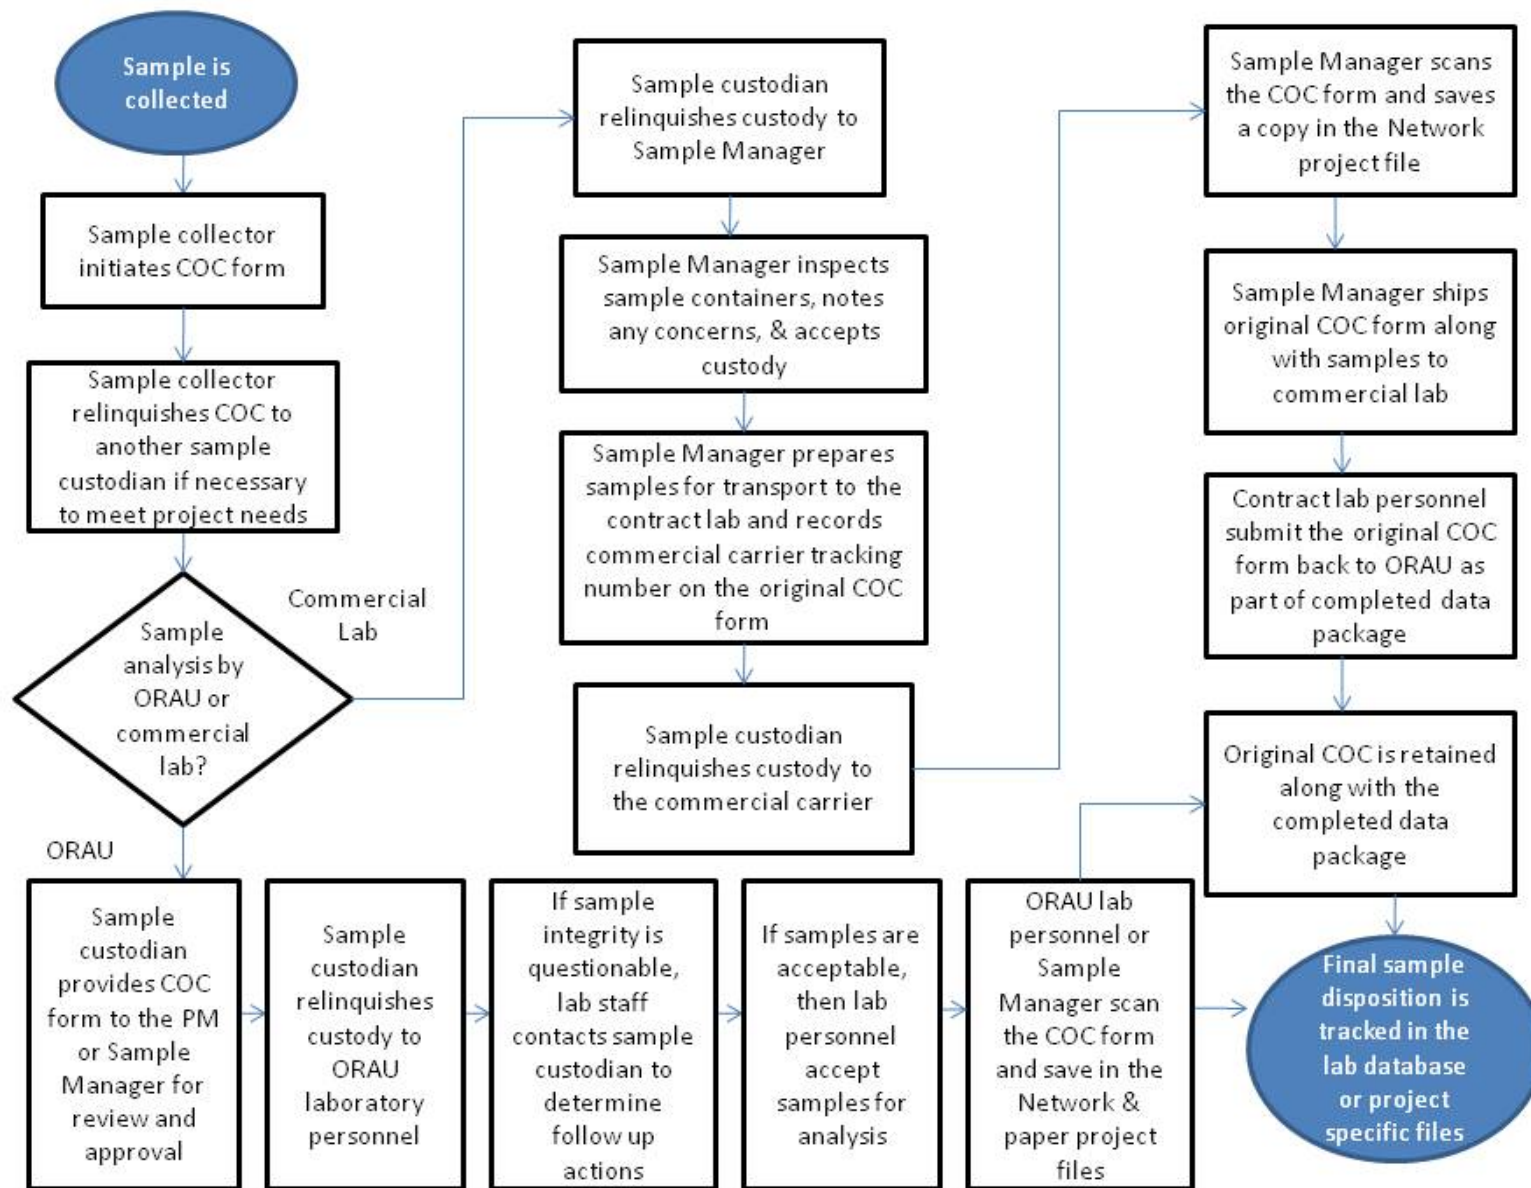 Sample is
collected
Sample collector
initiates COC form
Sample collector
relinquishes COC to
another sample
custodian if necessary
to meet project needs
Sample
analysis by
ORAU or
commercial
lab?
Commercial
Lab
ORAU
Sample custodian
relinquishes custody to
Sample Manager
Sample Manager inspects
sample containers, notes
any concerns, & accepts
custody
Sample Manager prepares
samples for transport to the
contract lab and records
commercial carrier tracking
number on the original COC
form
Sample custodian
relinquishes custody to
the commercial carrier
Sample Manager scans
the COC form and saves
a copy in the Network
project file
Sample Manager ships
original COC form along
with samples to
commercial lab
Contract lab personnel
submit the original COC
form back to ORAU as
part of completed data
package
Original COC is retained
along with the
completed data
package
Sample
custodian
provides COC
form to the PM
or Sample
Manager for
review and
approval
Sample
custodian
relinquishes
custody to
ORAU
laboratory
personnel
If sample
integrity is
questionable,
lab staff
contacts sample
custodian to
determine
follow up
actions
If samples are
acceptable,
then lab
personnel
accept
samples for
analysis
ORAU lab
personnel or
Sample
Manager scan
the COC form
and save in the
Network &
paper project
files
Final sample
disposition is
tracked in the
lab database
or project
specific files